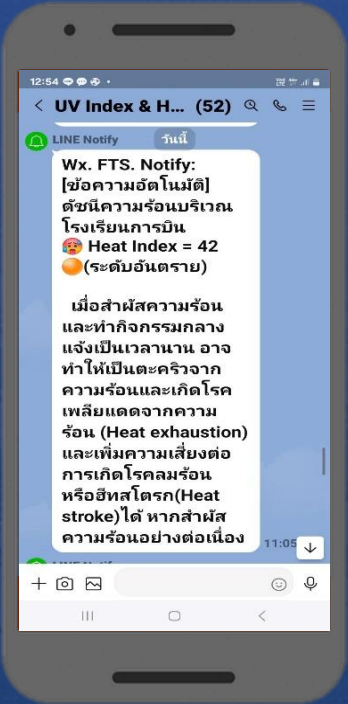 12:54
UV Index & H... (52)
วันนี้
LINE Notify
Wx. FTS. Notify:
[ข้อความอัตโนมัติ]
ดัชนีความร้อนบริเวณ
โรงเรียนการบิน
🥵 Heat Index = 42
🟠(ระดับอันตราย)
เมื่อสำผัสความร้อน
และทำกิจกรรมกลาง
แจ้งเป็นเวลานาน อาจ
ทำให้เป็นตะคริวจาก
ความร้อนและเกิดโรค
เพลียแดดจากความ
ร้อน (Heat exhaustion)
และเพิ่มความเสี่ยงต่อ
การเกิดโรคลมร้อน
หรือฮีทสโตรก(Heat
stroke)ได้ หากสำผัส
ความร้อนอย่างต่อเนื่อง
11:05